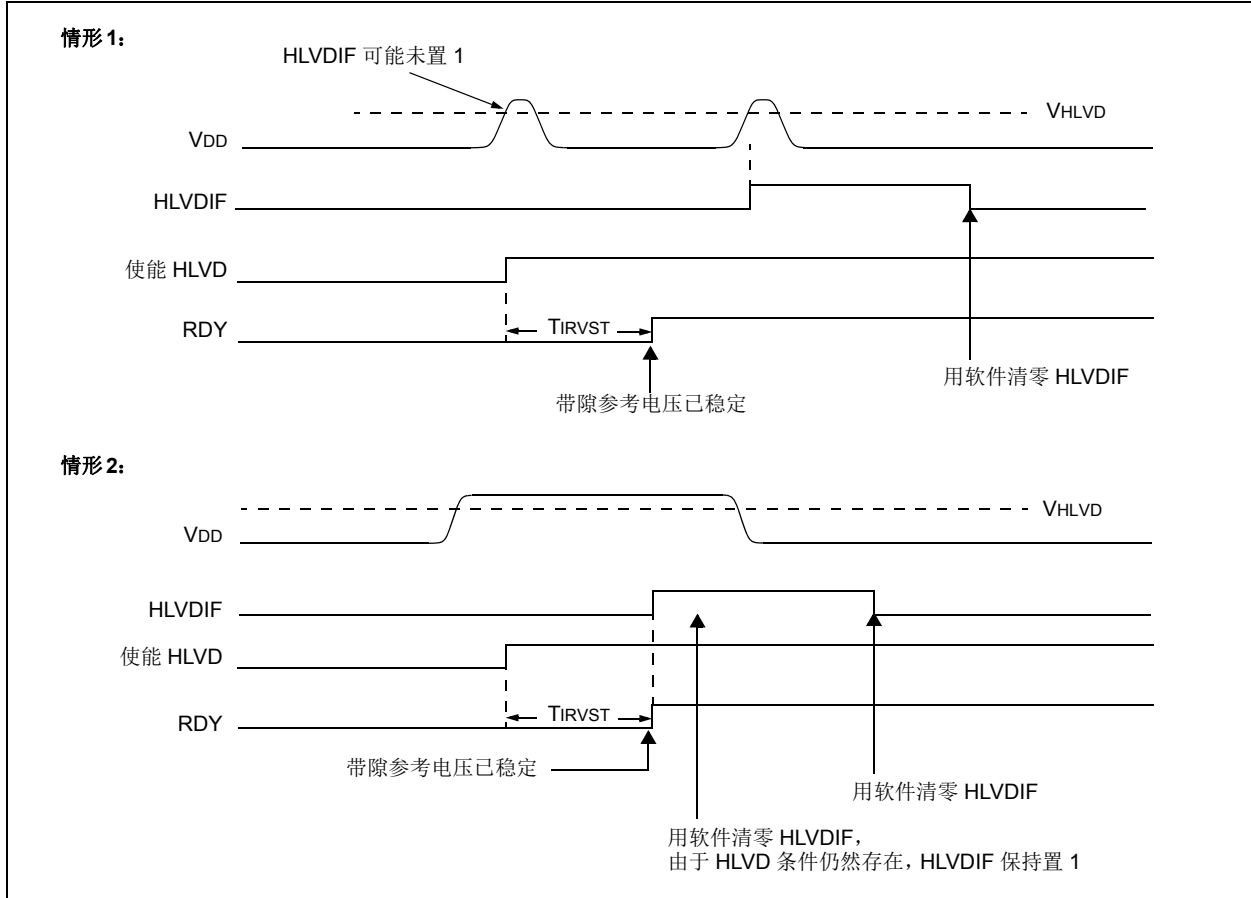 情形 1：
HLVDIF 可能未置 1
VHLVD
VDD
HLVDIF
使能 HLVD
RDY
TIRVST
用软件清零 HLVDIF
带隙参考电压已稳定
情形 2：
VHLVD
VDD
HLVDIF
使能 HLVD
RDY
TIRVST
带隙参考电压已稳定
用软件清零 HLVDIF
用软件清零 HLVDIF，
由于 HLVD 条件仍然存在，HLVDIF 保持置 1